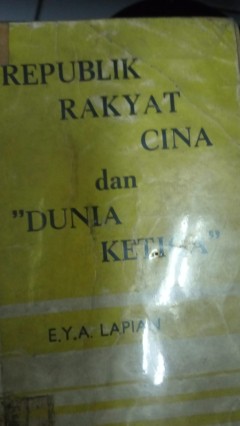 REPUBLIK
RAKYAT
CINA
dan
"DUNIA
KETIGA"
E.Y.A. LAPIAN